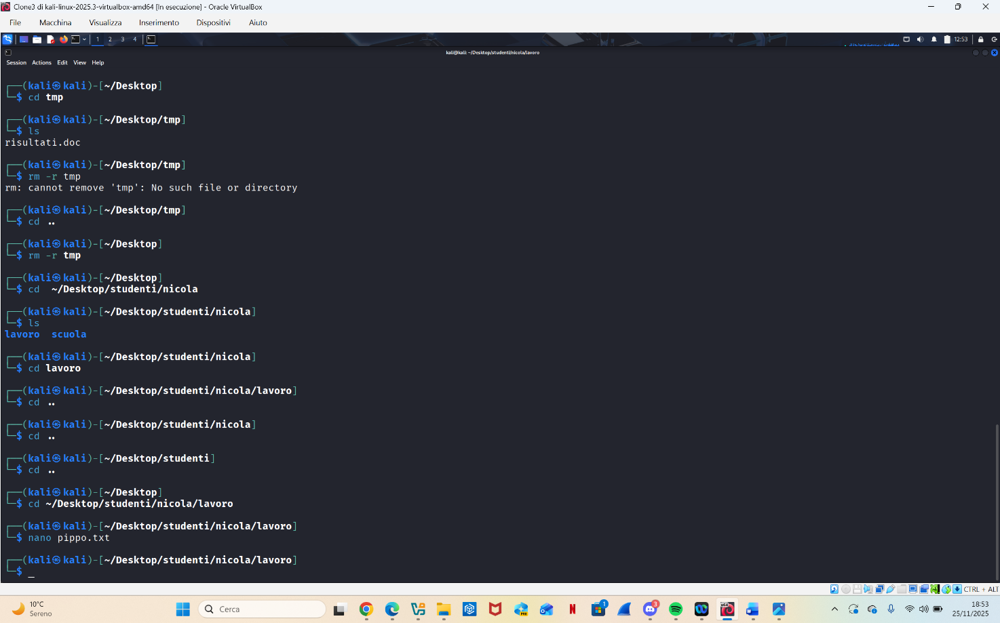 Clone3 di kali-linux-2025.3-virtualbox-amd64 [In esecuzione] - Oracle VirtualBox
File Macchina Visualizza Inserimento Dispositivi Aiuto
1 2 3 4 12:53
kali@kali: ~/Desktop/studenti/nicola/lavoro
Session Actions Edit View Help
┌──(kali㉿kali)-[~/Desktop]
└─$ cd tmp
┌──(kali㉿kali)-[~/Desktop/tmp]
└─$ ls
risultati.doc
┌──(kali㉿kali)-[~/Desktop/tmp]
└─$ rm -r tmp
rm: cannot remove 'tmp': No such file or directory
┌──(kali㉿kali)-[~/Desktop/tmp]
└─$ cd ..
┌──(kali㉿kali)-[~/Desktop]
└─$ rm -r tmp
┌──(kali㉿kali)-[~/Desktop]
└─$ cd  ~/Desktop/studenti/nicola
┌──(kali㉿kali)-[~/Desktop/studenti/nicola]
└─$ ls
lavoro  scuola
┌──(kali㉿kali)-[~/Desktop/studenti/nicola]
└─$ cd lavoro
┌──(kali㉿kali)-[~/Desktop/studenti/nicola/lavoro]
└─$ cd ..
┌──(kali㉿kali)-[~/Desktop/studenti/nicola]
└─$ cd ..
┌──(kali㉿kali)-[~/Desktop/studenti]
└─$ cd ..
┌──(kali㉿kali)-[~/Desktop]
└─$ cd ~/Desktop/studenti/nicola/lavoro
┌──(kali㉿kali)-[~/Desktop/studenti/nicola/lavoro]
└─$ nano pippo.txt
┌──(kali㉿kali)-[~/Desktop/studenti/nicola/lavoro]
└─$ _
CTRL + ALT
10°C
Sereno
Cerca
1
3
18:53
25/11/2025